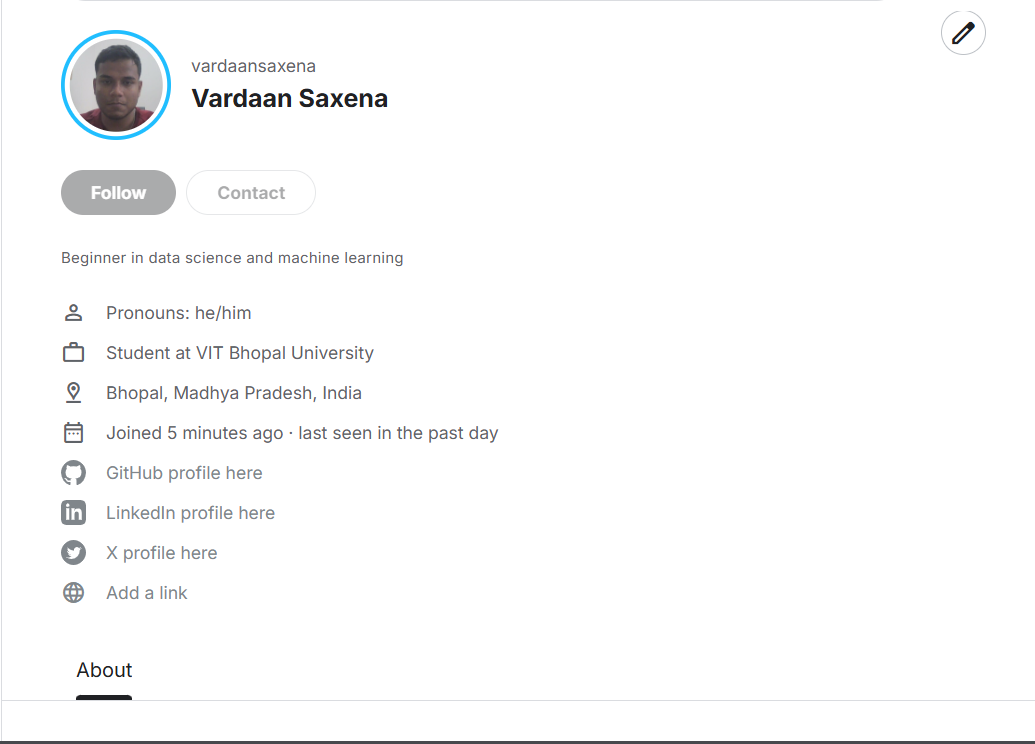 vardaansaxena
Vardaan Saxena
Follow
Contact
Beginner in data science and machine learning
Pronouns: he/him
Student at VIT Bhopal University
Bhopal, Madhya Pradesh, India
Joined 5 minutes ago · last seen in the past day
GitHub profile here
in LinkedIn profile here
X profile here
Add a link
About